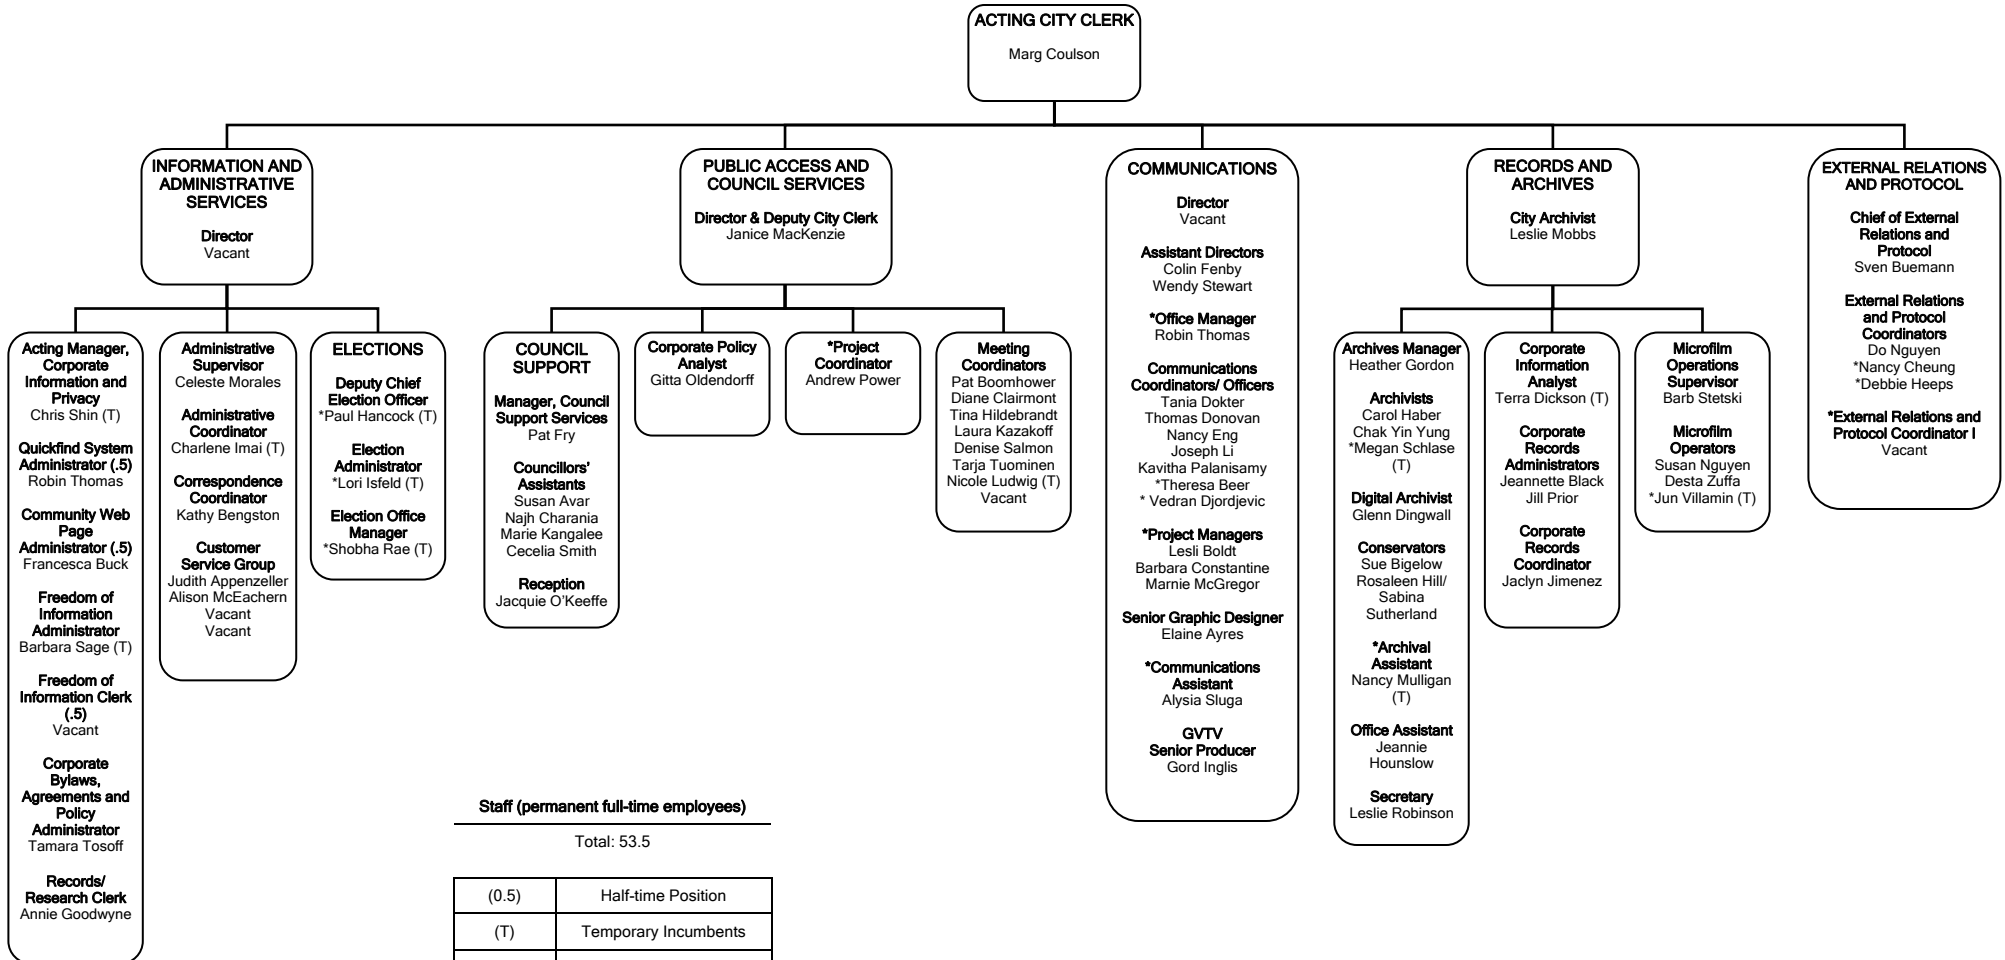 ACTING CITY CLERK
Marg Coulson
INFORMATION AND
ADMINISTRATIVE
SERVICES
Director
Vacant
PUBLIC ACCESS AND
COUNCIL SERVICES
Director & Deputy City Clerk
Janice MacKenzie
COMMUNICATIONS
Director
Vacant
Assistant Directors
Colin Fenby
Wendy Stewart
*Office Manager
Robin Thomas
Communications
Coordinators/ Officers
Tania Dokter
Thomas Donovan
Nancy Eng
Joseph Li
Kavitha Palanisamy
*Theresa Beer
* Vedran Djordjevic
*Project Managers
Lesli Boldt
Barbara Constantine
Marnie McGregor
Senior Graphic Designer
Elaine Ayres
*Communications
Assistant
Alysia Sluga
GVTV
Senior Producer
Gord Inglis
RECORDS AND
ARCHIVES
City Archivist
Leslie Mobbs
EXTERNAL RELATIONS
AND PROTOCOL
Chief of External
Relations and
Protocol
Sven Buemann
External Relations
and Protocol
Coordinators
Do Nguyen
*Nancy Cheung
*Debbie Heeps
*External Relations and
Protocol Coordinator I
Vacant
Acting Manager,
Corporate
Information and
Privacy
Chris Shin (T)
Quickfind System
Administrator (.5)
Robin Thomas
Community Web
Page
Administrator (.5)
Francesca Buck
Freedom of
Information
Administrator
Barbara Sage (T)
Freedom of
Information Clerk
(.5)
Vacant
Corporate
Bylaws,
Agreements and
Policy
Administrator
Tamara Tosoff
Records/
Research Clerk
Annie Goodwyne
Administrative
Supervisor
Celeste Morales
Administrative
Coordinator
Charlene Imai (T)
Correspondence
Coordinator
Kathy Bengston
Customer
Service Group
Judith Appenzeller
Alison McEachern
Vacant
Vacant
ELECTIONS
Deputy Chief
Election Officer
*Paul Hancock (T)
Election
Administrator
*Lori Isfeld (T)
Election Office
Manager
*Shobha Rae (T)
COUNCIL
SUPPORT
Manager, Council
Support Services
Pat Fry
Councillors'
Assistants
Susan Avar
Najh Charania
Marie Kangalee
Cecelia Smith
Reception
Jacquie O'Keeffe
Corporate Policy
Analyst
Gitta Oldendorff
*Project
Coordinator
Andrew Power
Meeting
Coordinators
Pat Boomhower
Diane Clairmont
Tina Hildebrandt
Laura Kazakoff
Denise Salmon
Tarja Tuominen
Nicole Ludwig (T)
Vacant
Archives Manager
Heather Gordon
Archivists
Carol Haber
Chak Yin Yung
*Megan Schlase
(T)
Digital Archivist
Glenn Dingwall
Conservators
Sue Bigelow
Rosaleen Hill/
Sabina
Sutherland
*Archival
Assistant
Nancy Mulligan
(T)
Office Assistant
Jeannie
Hounslow
Secretary
Leslie Robinson
Corporate
Information
Analyst
Terra Dickson (T)
Corporate
Records
Administrators
Jeannette Black
Jill Prior
Corporate
Records
Coordinator
Jaclyn Jimenez
Microfilm
Operations
Supervisor
Barb Stetski
Microfilm
Operators
Susan Nguyen
Desta Zuffa
*Jun Villamin (T)
Staff (permanent full-time employees)
Total: 53.5
(0.5) Half-time Position
(T) Temporary Incumbents